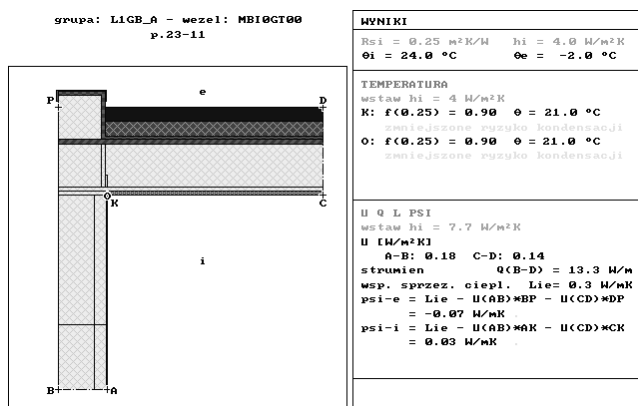 grupa: L1GB_A - wezel: MBI0GT00
p.23-11
e
P
D
O
K
C
i
B
A
WYNIKI
Rsi = 0.25 m²K/W hi = 4.0 W/m²K
Θi = 24.0 ºC Θe = -2.0 ºC
TEMPERATURA
wstaw hi = 4 W/m²K
K: f(0.25) = 0.90 Θ = 21.0 ºC
zmniejszone ryzyko kondensacji
O: f(0.25) = 0.90 Θ = 21.0 ºC
zmniejszone ryzyko kondensacji
U Q L PSI
wstaw hi = 7.7 W/m²K
U [W/m²K]
A-B: 0.18 C-D: 0.14
strumien Q(B-D) = 13.3 W/m
wsp. sprzez. ciepl. Lie= 0.3 W/mK
psi-e = Lie - U(AB)*BP - U(CD)*DP
= -0.07 W/mK
psi-i = Lie - U(AB)*AK - U(CD)*CK
= 0.03 W/mK